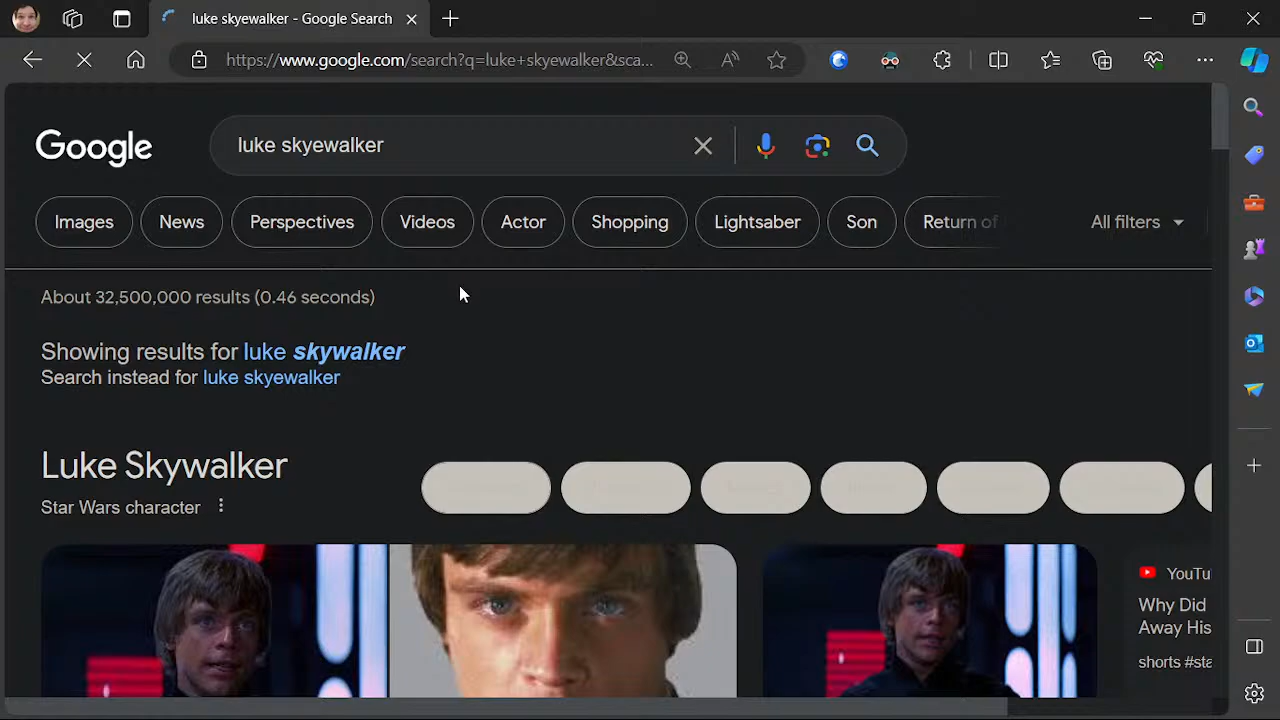 luke skyewalker - Google Search
https://www.google.com/search?q=luke+skyewalker&sca...
Google
luke skyewalker
Images
News
Perspectives
Videos
Actor
Shopping
Lightsaber
Son
Return of
All filters
About 32,500,000 results (0.46 seconds)
Showing results for luke skywalker
Search instead for luke skyewalker
Luke Skywalker
Star Wars character
YouTu
Why Did
Away His
shorts #sta